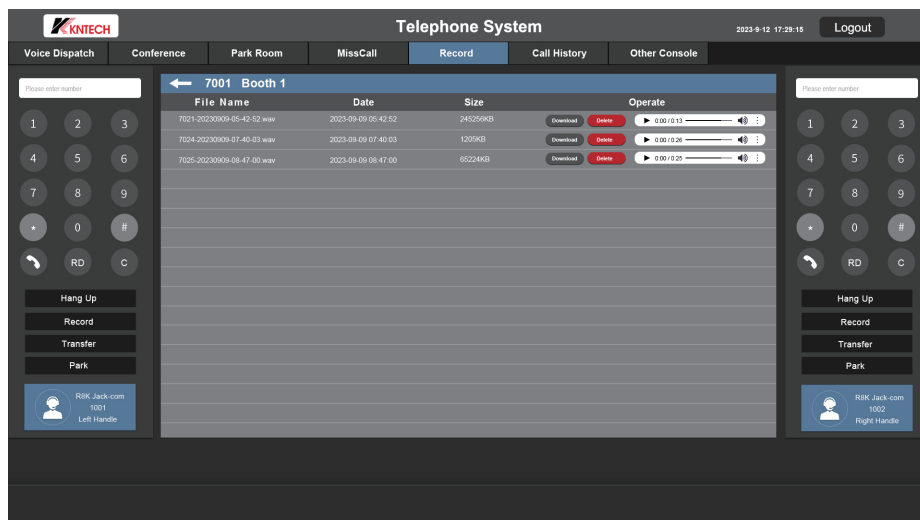 KNTECH
Telephone System
2023-9-12 17:29:15
Logout
Voice Dispatch Conference Park Room MissCall Record Call History Other Console
Please enter number
1 2 3
4 5 6
7 8 9
* 0 #
RD C
Hang Up
Record
Transfer
Park
R8K Jack-com
1001
Left Handle
7001 Booth 1
File Name Date Size Operate
7021-20230909-05-42-52.wav 2023-09-09 05:42:52 245256KB Download Delete 0:00 / 0:13
7024-20230909-07-40-03.wav 2023-09-09 07:40:03 1205KB Download Delete 0:00 / 0:26
7025-20230909-08-47-00.wav 2023-09-09 08:47:00 65224KB Download Delete 0:00 / 0:25
Please enter number
1 2 3
4 5 6
7 8 9
* 0 #
RD C
Hang Up
Record
Transfer
Park
R8K Jack-com
1002
Right Handle